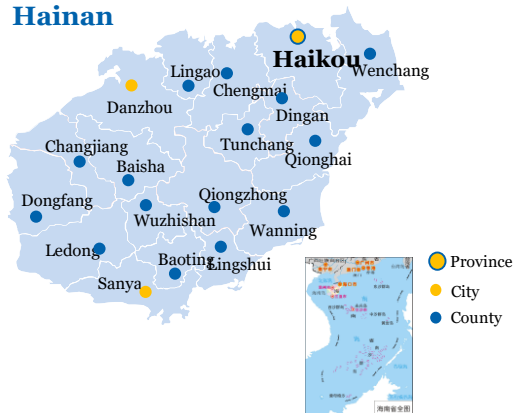 Hainan
Haikou
Wenchang
Lingao
Chengmai
Danzhou
Dingan
Tunchang
Changjiang
Qionghai
Baisha
Dongfang
Qiongzhong
Wuzhishan
Wanning
Ledong
Baoting
Lingshui
Sanya
Province
City
County
海南省全图